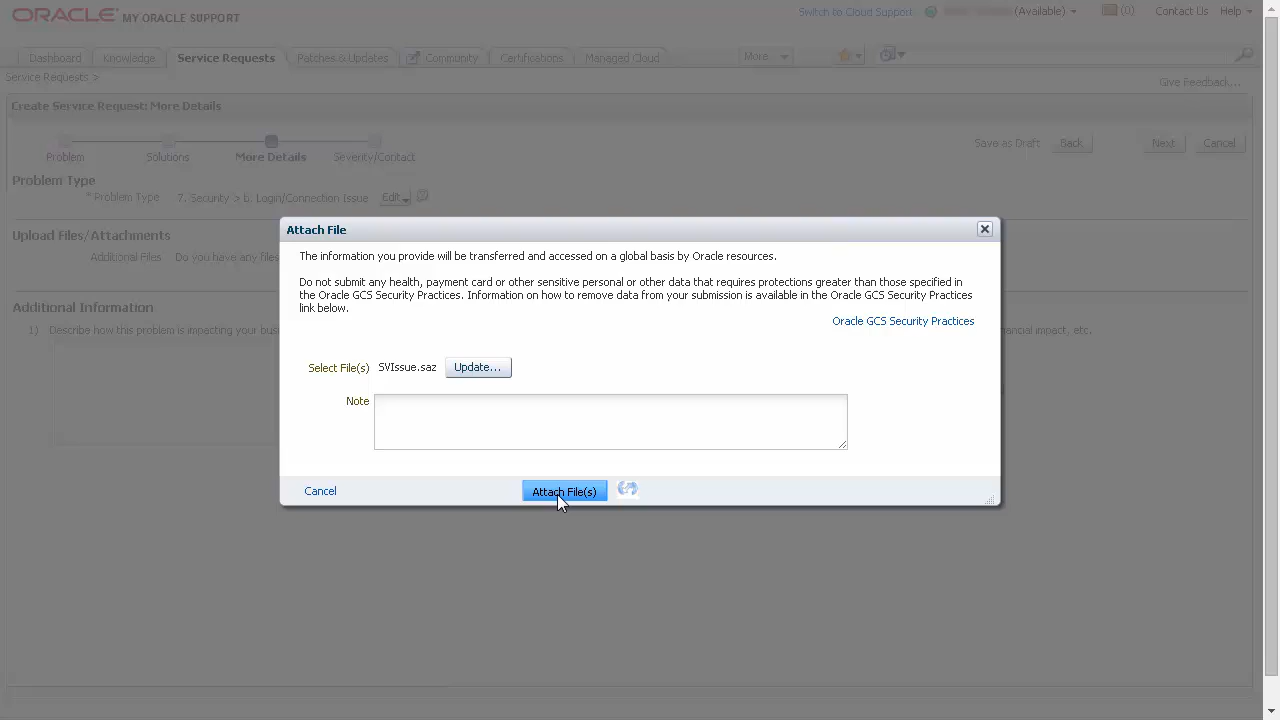 ORACLE® MY ORACLE SUPPORT
Switch to Cloud Support (Available) (0) Contact Us Help
Dashboard Knowledge Service Requests Patches & Updates Community Certifications Managed Cloud More
Service Requests >
Give Feedback...
Create Service Request: More Details
Problem Solutions More Details Severity/Contact Save as Draft Back Next Cancel
Problem Type
* Problem Type 7. Security > b. Login/Connection Issue Edit
Upload Files/Attachments
Additional Files Do you have any files
Additional Information
1) Describe how this problem is impacting your bus nancial impact, etc.
Attach File
The information you provide will be transferred and accessed on a global basis by Oracle resources.
Do not submit any health, payment card or other sensitive personal or other data that requires protections greater than those specified in
the Oracle GCS Security Practices. Information on how to remove data from your submission is available in the Oracle GCS Security Practices
link below.
Oracle GCS Security Practices
Select File(s) SVIssue.saz Update...
Note
Cancel Attach File(s)